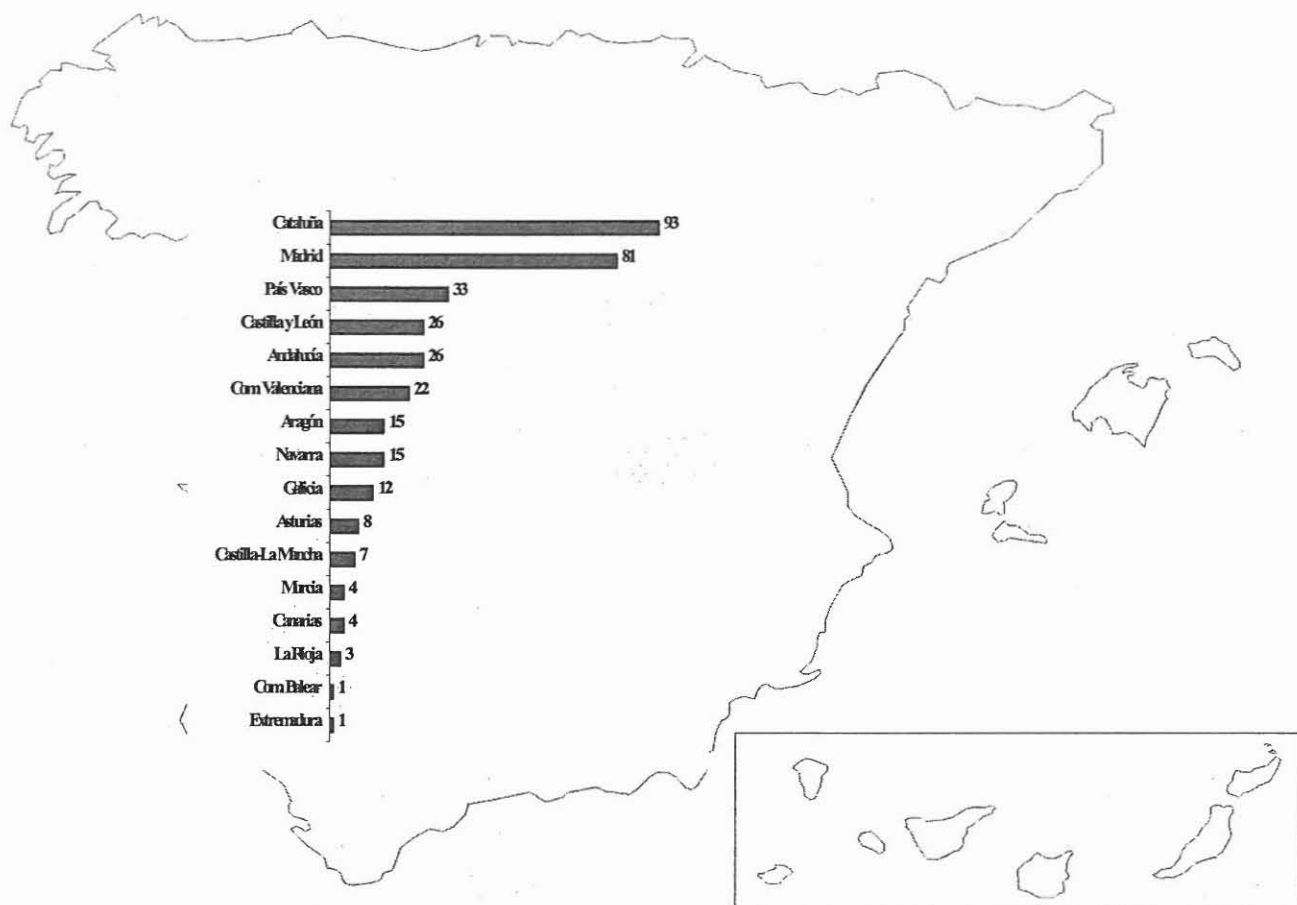 Cataluña 93
Madrid 81
País Vasco 33
Castilla y León 26
Andalucía 26
Com. Valenciana 22
Aragón 15
Navarra 15
Galicia 12
Asturias 8
Castilla-La Mancha 7
Murcia 4
Canarias 4
La Rioja 3
Com. Balear- 1
Extremadura 1